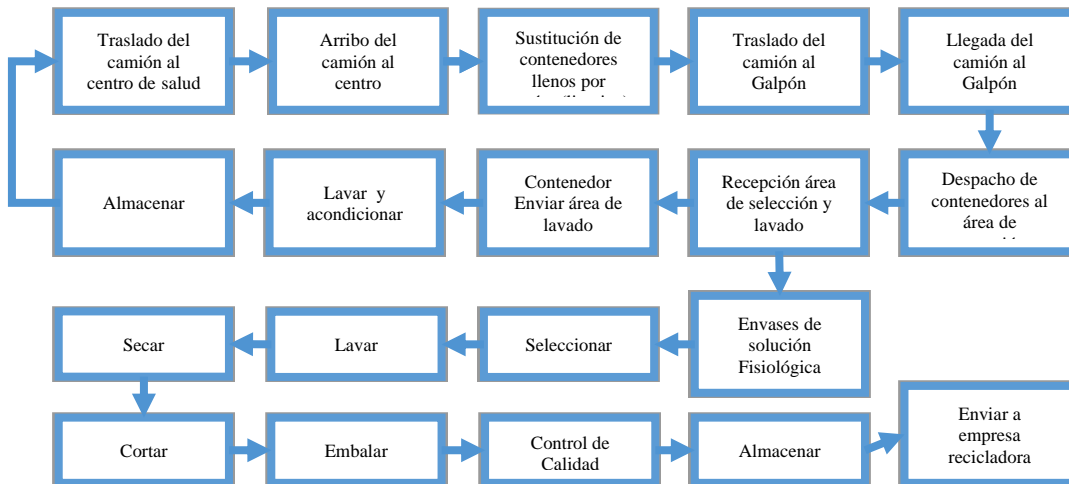 Traslado del
camión al
centro de salud
Arribo del
camión al
centro
Sustitución de
contenedores
llenos por
Traslado del
camión al
Galpón
Llegada del
camión al
Galpón
Almacenar
Lavar y
acondicionar
Contenedor
Enviar área de
lavado
Recepción área
de selección y
lavado
Despacho de
contenedores al
área de
Secar
Lavar
Seleccionar
Envases de
solución
Fisiológica
Cortar
Embalar
Control de
Calidad
Almacenar
Enviar a
empresa
recicladora